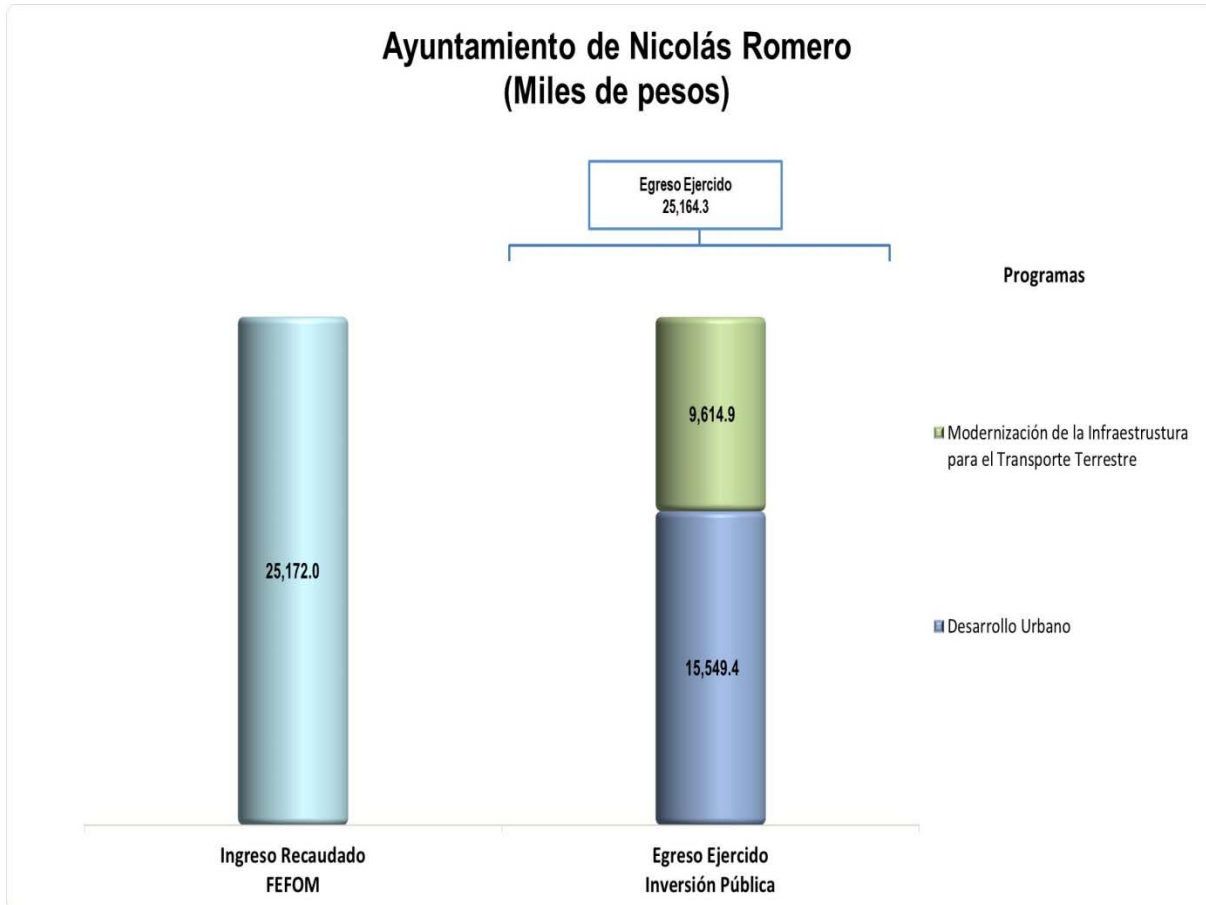 Ayuntamiento de Nicolás Romero
(Miles de pesos)
Egreso Ejercido
25,164.3
Programas
9,614.9
Modernización de la Infraestrustura
para el Transporte Terrestre
25,172.0
Desarrollo Urbano
15,549.4
Ingreso Recaudado
FEFOM
Egreso Ejercido
Inversión Pública